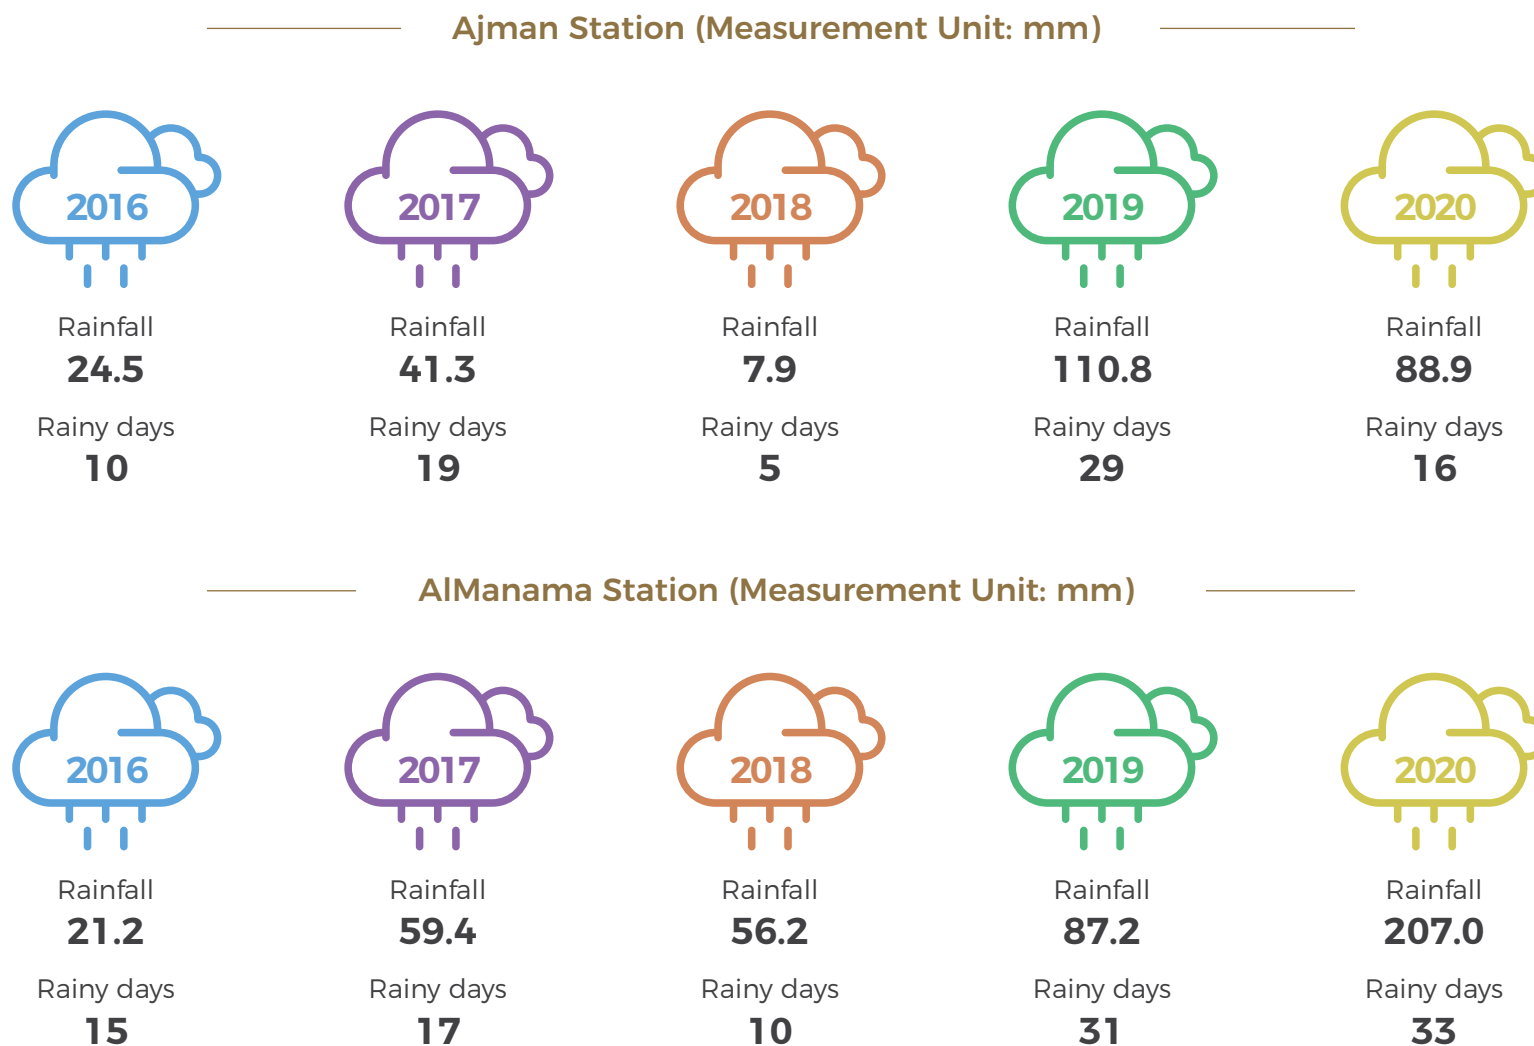 Ajman Station (Measurement Unit: mm)
2016 2017 2018 2019 2020
Rainfall Rainfall Rainfall Rainfall Rainfall
24.5 41.3 7.9 110.8 88.9
Rainy days Rainy days Rainy days Rainy days Rainy days
10 19 5 29 16
AlManama Station (Measurement Unit: mm)
2016 2017 2018 2019 2020
Rainfall Rainfall Rainfall Rainfall Rainfall
21.2 59.4 56.2 87.2 207.0
Rainy days Rainy days Rainy days Rainy days Rainy days
15 17 10 31 33